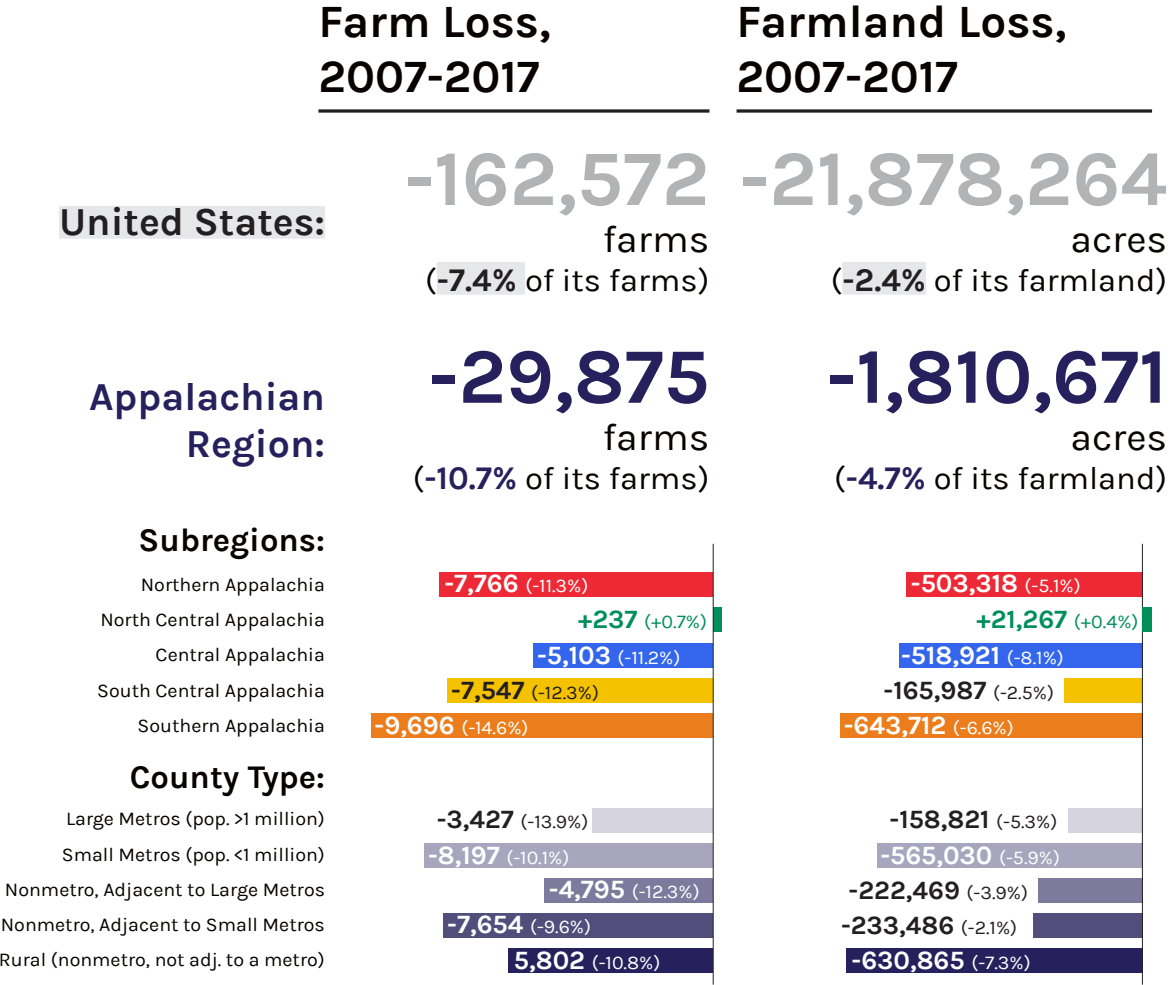 Farm Loss,
2007-2017
Farmland Loss,
2007-2017
United States:
-162,572
farms
(-7.4% of its farms)
-21,878,264
acres
(-2.4% of its farmland)
Appalachian
Region:
-29,875
farms
(-10.7% of its farms)
-1,810,671
acres
(-4.7% of its farmland)
Subregions:
Northern Appalachia -7,766 (-11.3%) -503,318 (-5.1%)
North Central Appalachia +237 (+0.7%) +21,267 (+0.4%)
Central Appalachia -5,103 (-11.2%) -518,921 (-8.1%)
South Central Appalachia -7,547 (-12.3%) -165,987 (-2.5%)
Southern Appalachia -9,696 (-14.6%) -643,712 (-6.6%)
County Type:
Large Metros (pop. >1 million) -3,427 (-13.9%) -158,821 (-5.3%)
Small Metros (pop. <1 million) -8,197 (-10.1%) -565,030 (-5.9%)
Nonmetro, Adjacent to Large Metros -4,795 (-12.3%) -222,469 (-3.9%)
Nonmetro, Adjacent to Small Metros -7,654 (-9.6%) -233,486 (-2.1%)
Rural (nonmetro, not adj. to a metro) 5,802 (-10.8%) -630,865 (-7.3%)